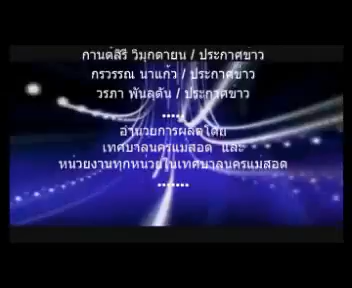 กานต์สิรี วิมุกตายน / ประกาศข่าว
กรวรรณ นาแก้ว / ประกาศข่าว
วรภา พันลุตัน / ประกาศข่าว
•••••
อำนวยการผลิตโดย
เทศบาลนครแม่สอด และ
หน่วยงานทุกหน่วยในเทศบาลนครแม่สอด
•••••••